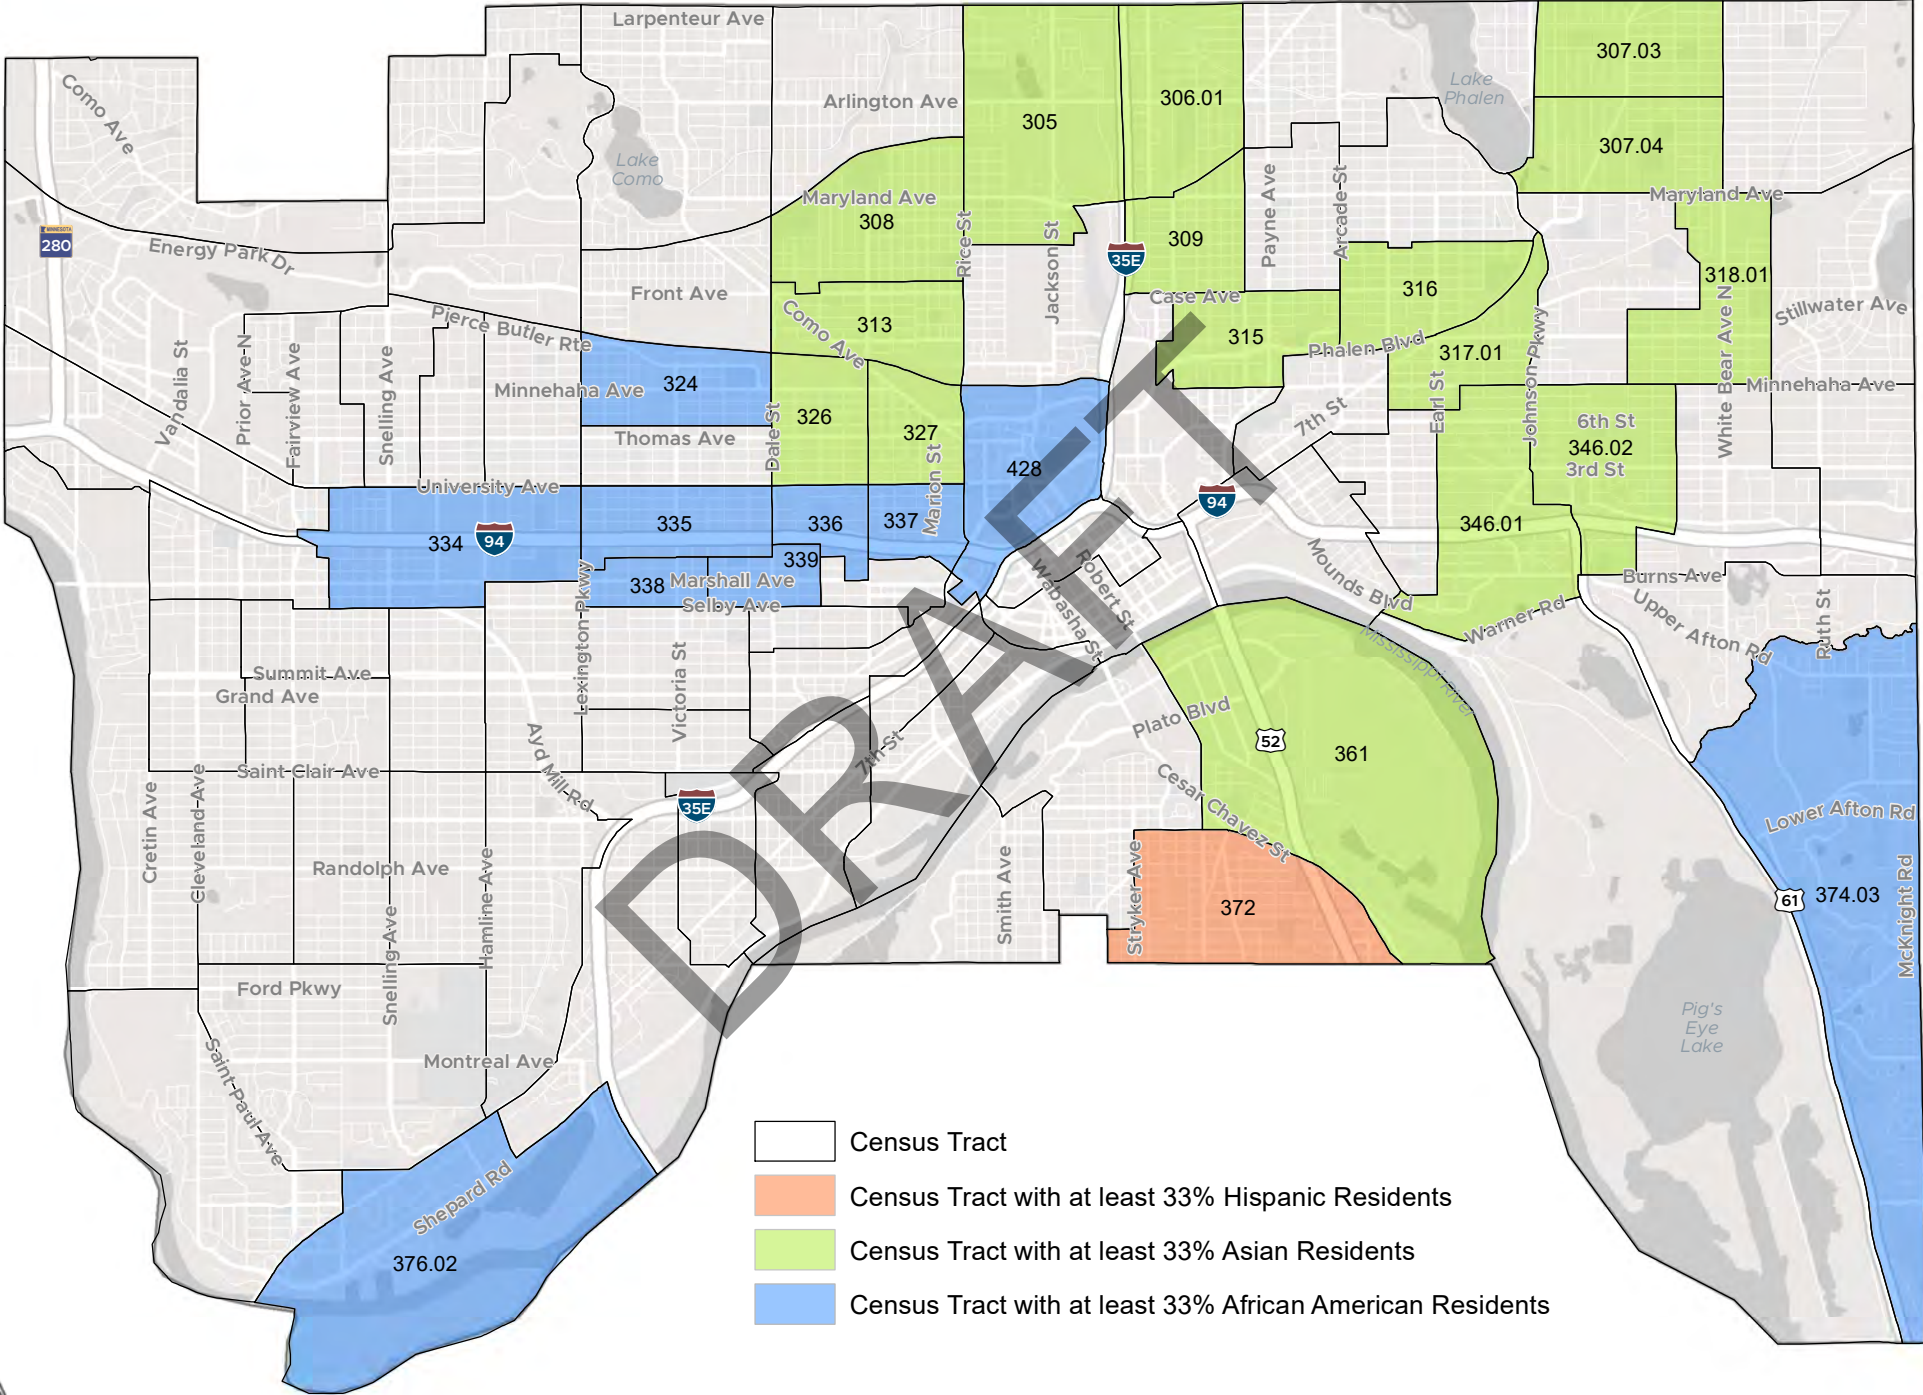 Larpenteur Ave
Como Ave
Arlington Ave
305
306.01
Lake
Phalen
307.03
307.04
Lake
Como
Maryland Ave
308
Rice St
Jackson St
309
Payne Ave
Arcade St
Maryland Ave
MINNESOTA
280
Energy Park Dr
35E
316
318.01
Front Ave
Case Ave
Stillwater Ave
Pierce Butler Rte
Como Ave
313
315
Phalen Blvd
317.01
Johnson Pkwy
White Bear Ave N
Vandalia St
Prior Ave N
Fairview Ave
Snelling Ave
Minnehaha Ave
324
Minnehaha Ave
Dale St
326
327
Marion St
Thomas Ave
7th St
Earl St
6th St
346.02
3rd St
428
University Ave
94
334
94
335
336
337
346.01
339
338
Marshall Ave
Selby Ave
Lexington Pkwy
Wabasha St
Robert St
Mounds Blvd
Burns Ave
Warner Rd
Upper Afton Rd
Ruth St
Mississippi River
Summit Ave
Grand Ave
Victoria St
Plato Blvd
52
361
Ayd Mill Rd
7th St
Saint Clair Ave
35E
Cesar Chavez St
Lower Afton Rd
Cretin Ave
Cleveland Ave
Randolph Ave
Hamline Ave
Snelling Ave
Smith Ave
Stryker Ave
372
61
374.03
McKnight Rd
Ford Pkwy
Pig's
Eye
Lake
Saint Paul Ave
Montreal Ave
Shepard Rd
376.02
DRAFT
Census Tract
Census Tract with at least 33% Hispanic Residents
Census Tract with at least 33% Asian Residents
Census Tract with at least 33% African American Residents